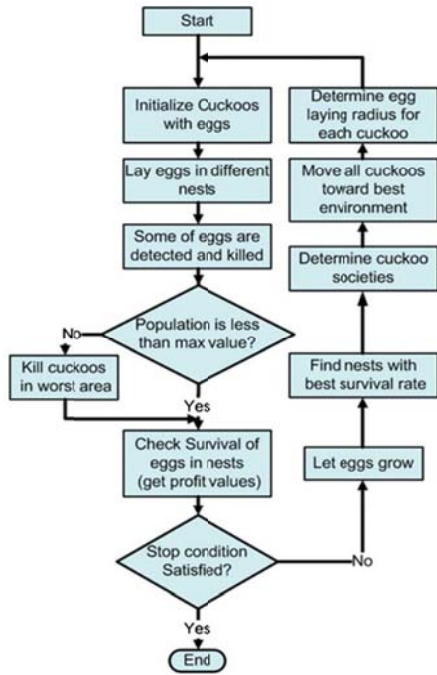 Start
Initialize Cuckoos
with eggs
Lay eggs in different
nests
Some of eggs are
detected and killed
Population is less
than max value?
No
Kill cuckoos
in worst area
Yes
Check Survival of
eggs in nests
(get profit values)
Stop condition
Satisfied?
Yes
End
No
Let eggs grow
Find nests with
best survival rate
Determine cuckoo
societies
Move all cuckoos
toward best
environment
Determine egg
laying radius for
each cuckoo